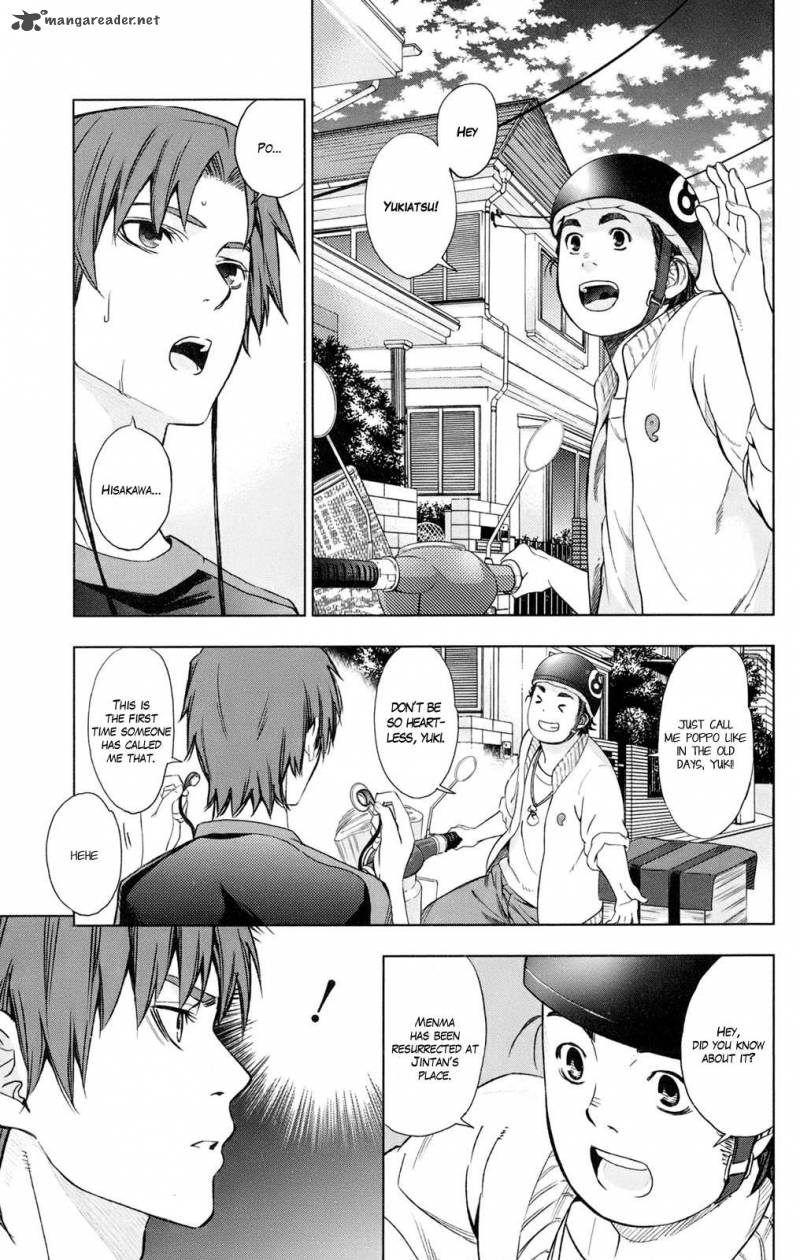 mangareader.net
HEY
YUKIATSU!
PO...
HISAKAWA...
JUST CALL
ME POPPO LIKE
IN THE OLD
DAYS, YUKI!
DON'T BE
SO HEART-
LESS, YUKI.
THIS IS
THE FIRST
TIME SOMEONE
HAS CALLED
ME THAT.
HEHE
HEY,
DID YOU KNOW
ABOUT IT?
MENMA
HAS BEEN
RESURRECTED AT
JINTAN'S
PLACE.
!